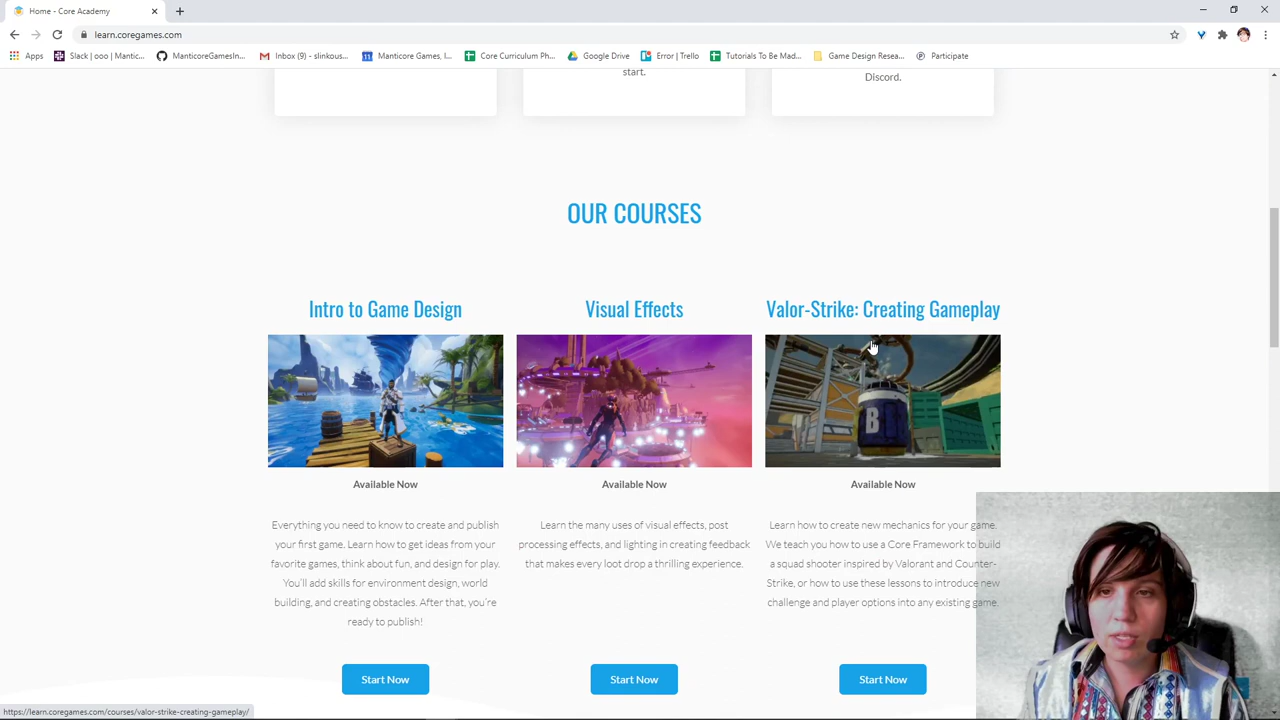 Home - Core Academy
learn.coregames.com
Apps
Slack | ooo | Mantic...
ManticoreGamesIn...
Inbox (9) - slinkous...
Manticore Games, I...
Core Curriculum Ph...
Google Drive
Error | Trello
Tutorials To Be Mad...
Game Design Resea...
Participate
start.
Discord.
OUR COURSES
Intro to Game Design
Available Now
Everything you need to know to create and publish
your first game. Learn how to get ideas from your
favorite games, think about fun, and design for play.
You'll add skills for environment design, world
building, and creating obstacles. After that, you're
ready to publish!
Start Now
Visual Effects
Available Now
Learn the many uses of visual effects, post
processing effects, and lighting in creating feedback
that makes every loot drop a thrilling experience.
Start Now
Valor-Strike: Creating Gameplay
B
Available Now
Learn how to create new mechanics for your game.
We teach you how to use a Core Framework to build
a squad shooter inspired by Valorant and Counter-
Strike, or how to use these lessons to introduce new
challenge and player options into any existing game.
Start Now
https://learn.coregames.com/courses/valor-strike-creating-gameplay/